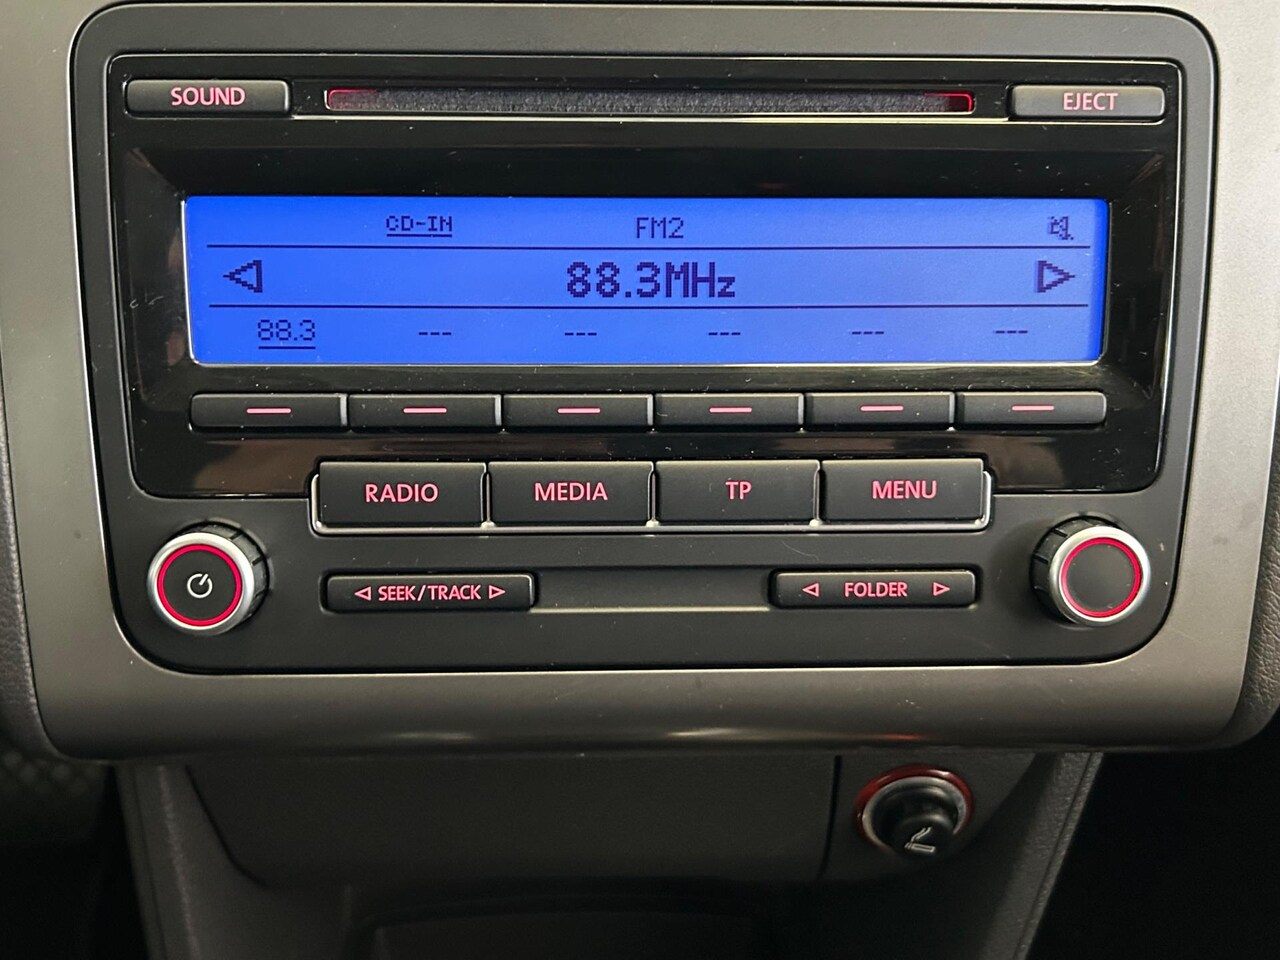 SOUND EJECT
CD-IN FM2
88.3MHz
88.3 --- --- --- --- ---
RADIO MEDIA TP MENU
SEEK/TRACK FOLDER